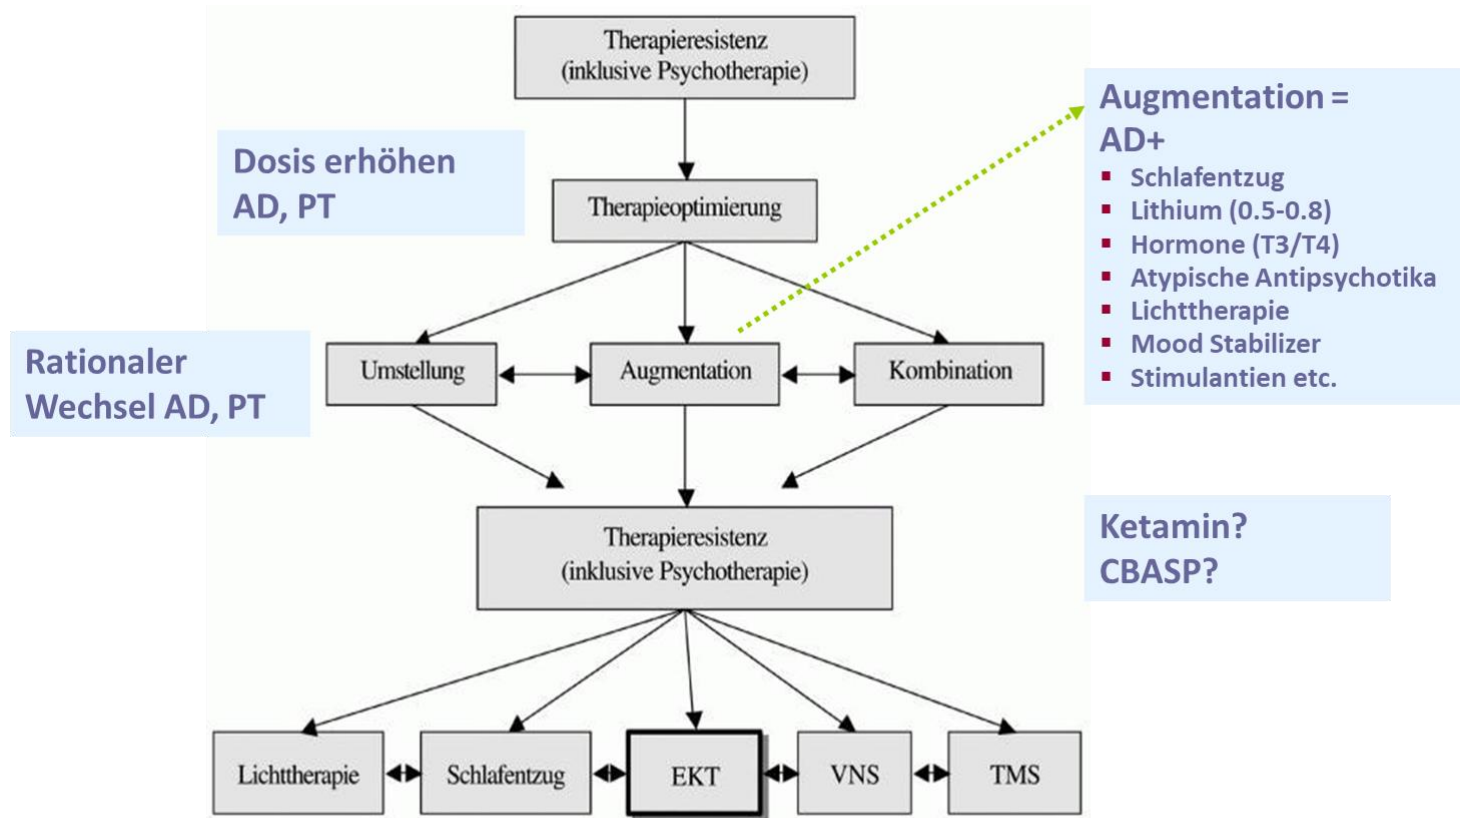 Therapieresistenz
(inklusive Psychotherapie)
Augmentation =
AD+
▪ Schlafentzug
▪ Lithium (0.5-0.8)
▪ Hormone (T3/T4)
▪ Atypische Antipsychotika
▪ Lichttherapie
▪ Mood Stabilizer
▪ Stimulantien etc.
Dosis erhöhen
AD, PT
Therapieoptimierung
Rationaler
Wechsel AD, PT
Umstellung
Augmentation
Kombination
Therapieresistenz
(inklusive Psychotherapie)
Ketamin?
CBASP?
Lichttherapie
Schlafentzug
EKT
VNS
TMS